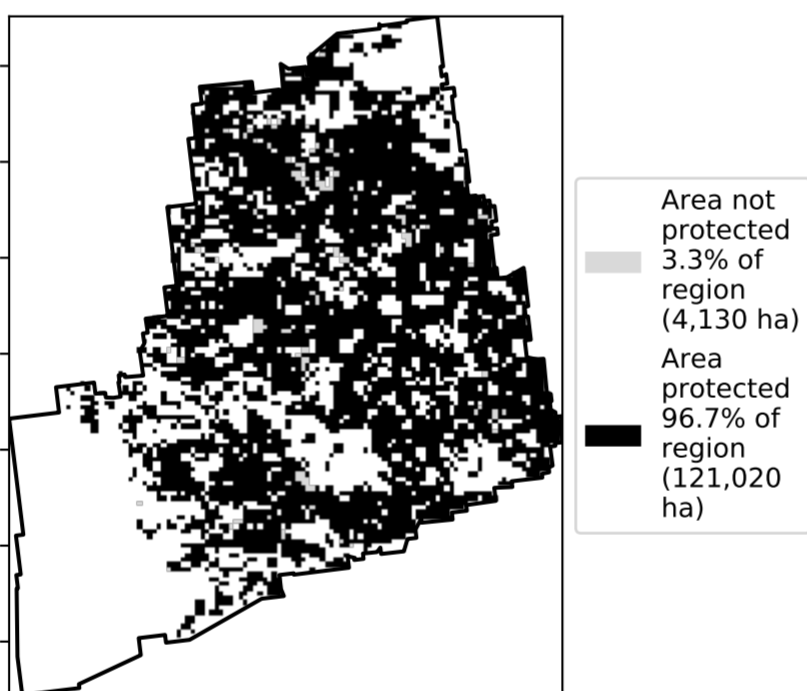 Area not
protected
3.3% of
region
(4,130 ha)
Area
protected
96.7% of
region
(121,020
ha)